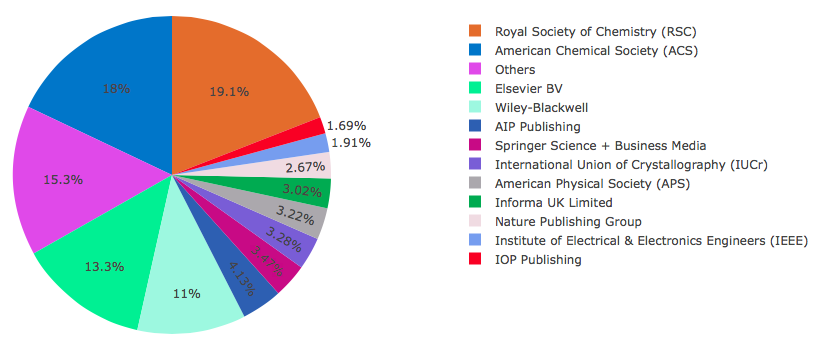 18%
19.1%
1.69%
1.91%
2.67%
3.02%
3.22%
3.28%
3.42%
4.13%
11%
13.3%
15.3%
Royal Society of Chemistry (RSC)
American Chemical Society (ACS)
Others
Elsevier BV
Wiley-Blackwell
AIP Publishing
Springer Science + Business Media
International Union of Crystallography (IUCr)
American Physical Society (APS)
Informa UK Limited
Nature Publishing Group
Institute of Electrical & Electronics Engineers (IEEE)
IOP Publishing